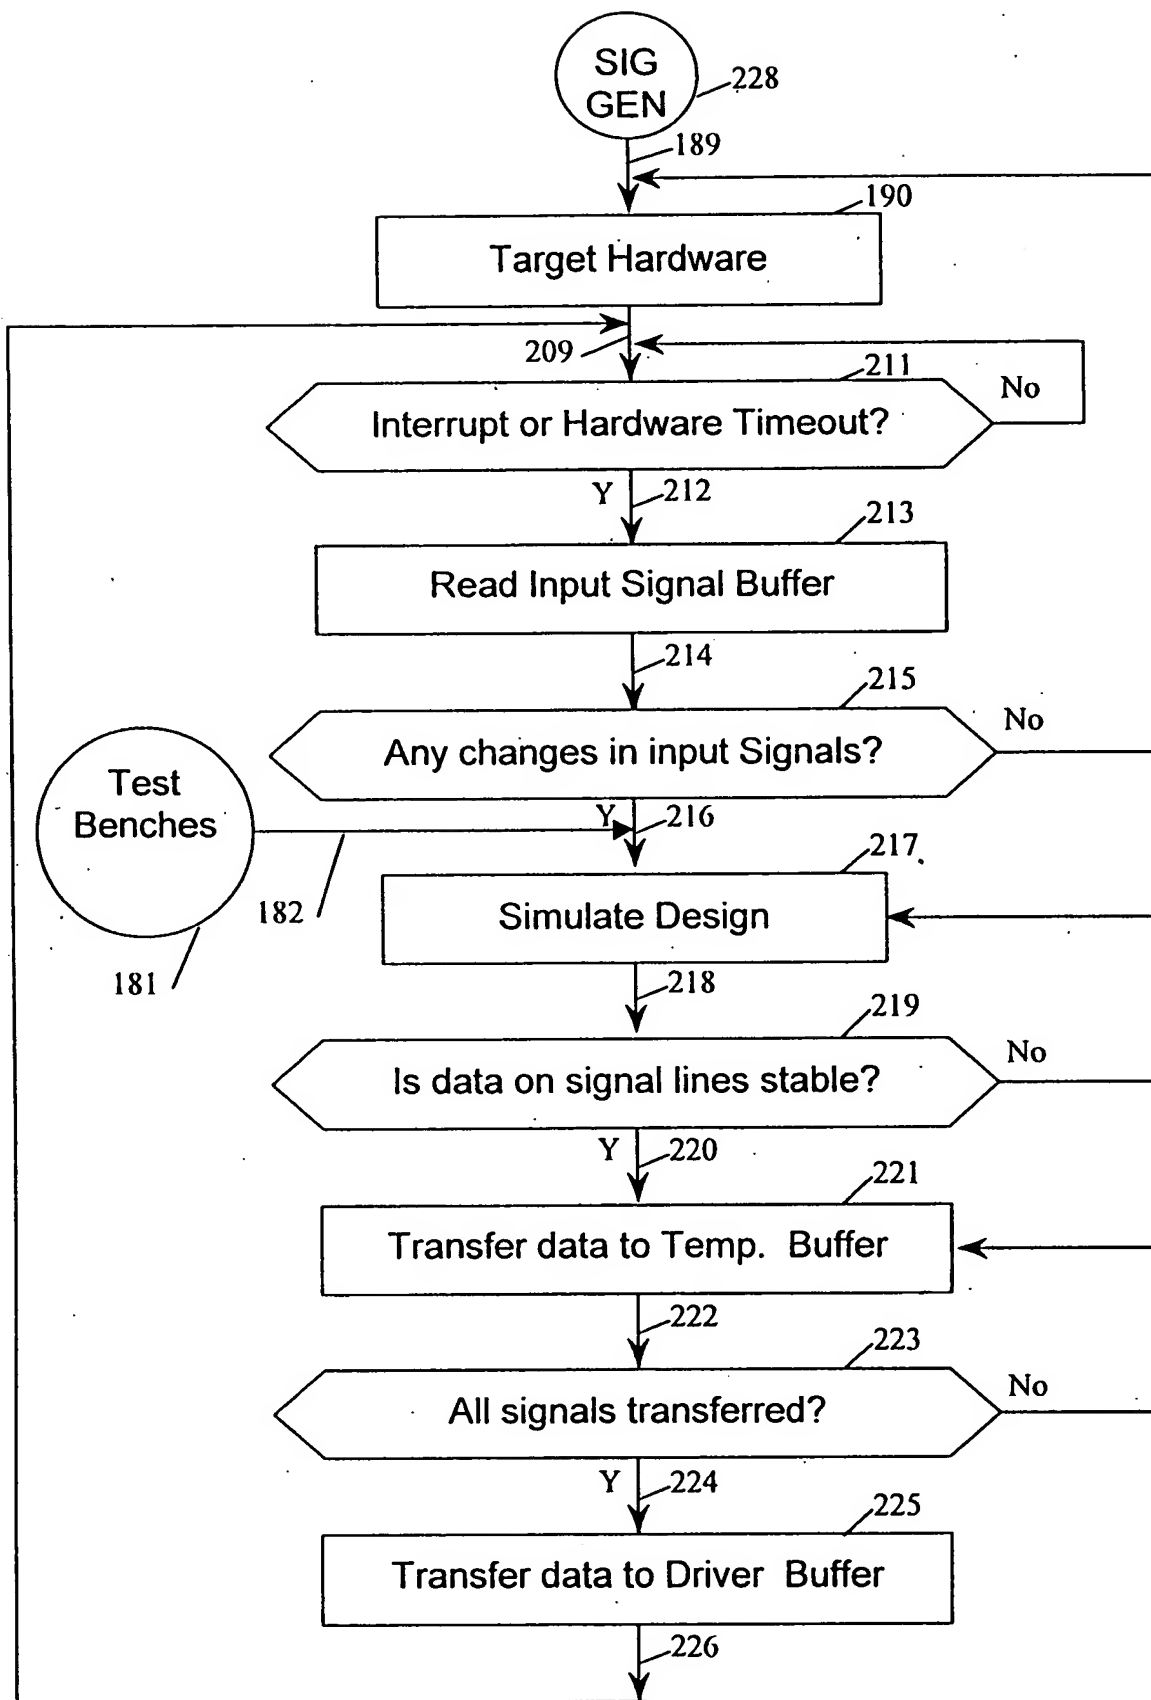 SIG
GEN
228
189
190
Target Hardware
209
211
No
Interrupt or Hardware Timeout?
Y
212
213
Read Input Signal Buffer
214
215
No
Any changes in input Signals?
Test
Benches
Y
216
217
182
Simulate Design
181
218
219
No
Is data on signal lines stable?
Y
220
221
Transfer data to Temp. Buffer
222
223
No
All signals transferred?
Y
224
225
Transfer data to Driver Buffer
226